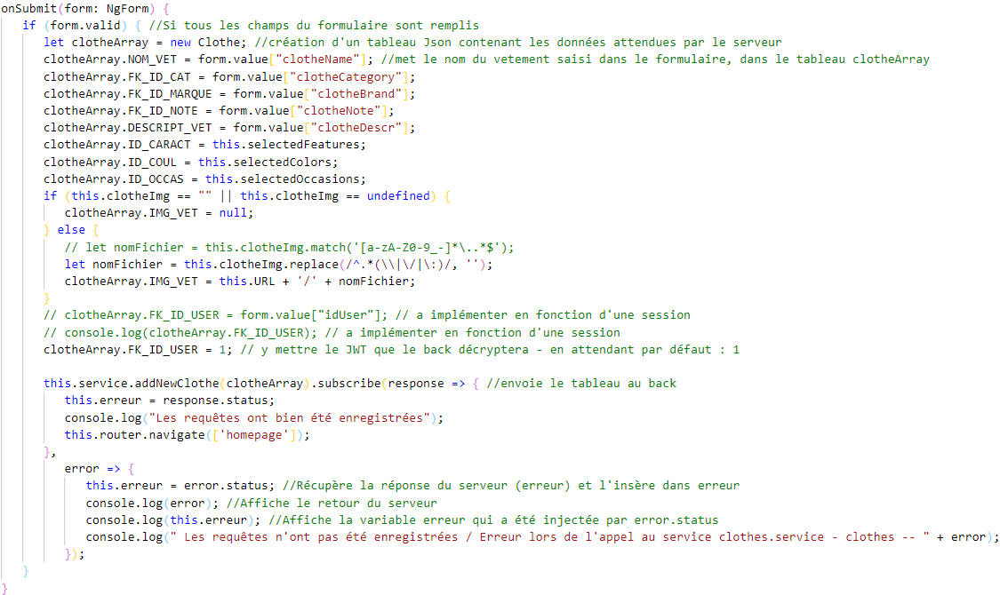 onSubmit(form: NgForm) {
if (form.valid) { //Si tous les champs du formulaire sont remplis
let clotheArray = new Clothe; //création d'un tableau Json contenant les données attendues par le serveur
clotheArray.NOM_VET = form.value["clotheName"]; //met le nom du vetement saisi dans le formulaire, dans le tableau clotheArray
clotheArray.FK_ID_CAT = form.value["clotheCategory"];
clotheArray.FK_ID_MARQUE = form.value["clotheBrand"];
clotheArray.FK_ID_NOTE = form.value["clotheNote"];
clotheArray.DESCRIPT_VET = form.value["clotheDescr"];
clotheArray.ID_CARACT = this.selectedFeatures;
clotheArray.ID_COUL = this.selectedColors;
clotheArray.ID_OCCAS = this.selectedOccasions;
if (this.clotheImg == "" || this.clotheImg == undefined) {
clotheArray.IMG_VET = null;
} else {
// let nomFichier = this.clotheImg.match('[a-zA-Z0-9_-]*\..*$');
let nomFichier = this.clotheImg.replace(/^.*(\\|\/|\:)/, '');
clotheArray.IMG_VET = this.URL + '/' + nomFichier;
}
// clotheArray.FK_ID_USER = form.value["idUser"]; // a implémenter en fonction d'une session
// console.log(clotheArray.FK_ID_USER); // a implémenter en fonction d'une session
clotheArray.FK_ID_USER = 1; // y mettre le JWT que le back décryptera - en attendant par défaut : 1
this.service.addNewClothe(clotheArray).subscribe(response => { //envoie le tableau au back
this.erreur = response.status;
console.log("Les requêtes ont bien été enregistrées");
this.router.navigate(['homepage']);
},
error => {
this.erreur = error.status; //Récupère la réponse du serveur (erreur) et l'insère dans erreur
console.log(error); //Affiche le retour du serveur
console.log(this.erreur); //Affiche la variable erreur qui a été injectée par error.status
console.log(" Les requêtes n'ont pas été enregistrées / Erreur lors de l'appel au service clothes.service - clothes -- " + error);
});
}
}